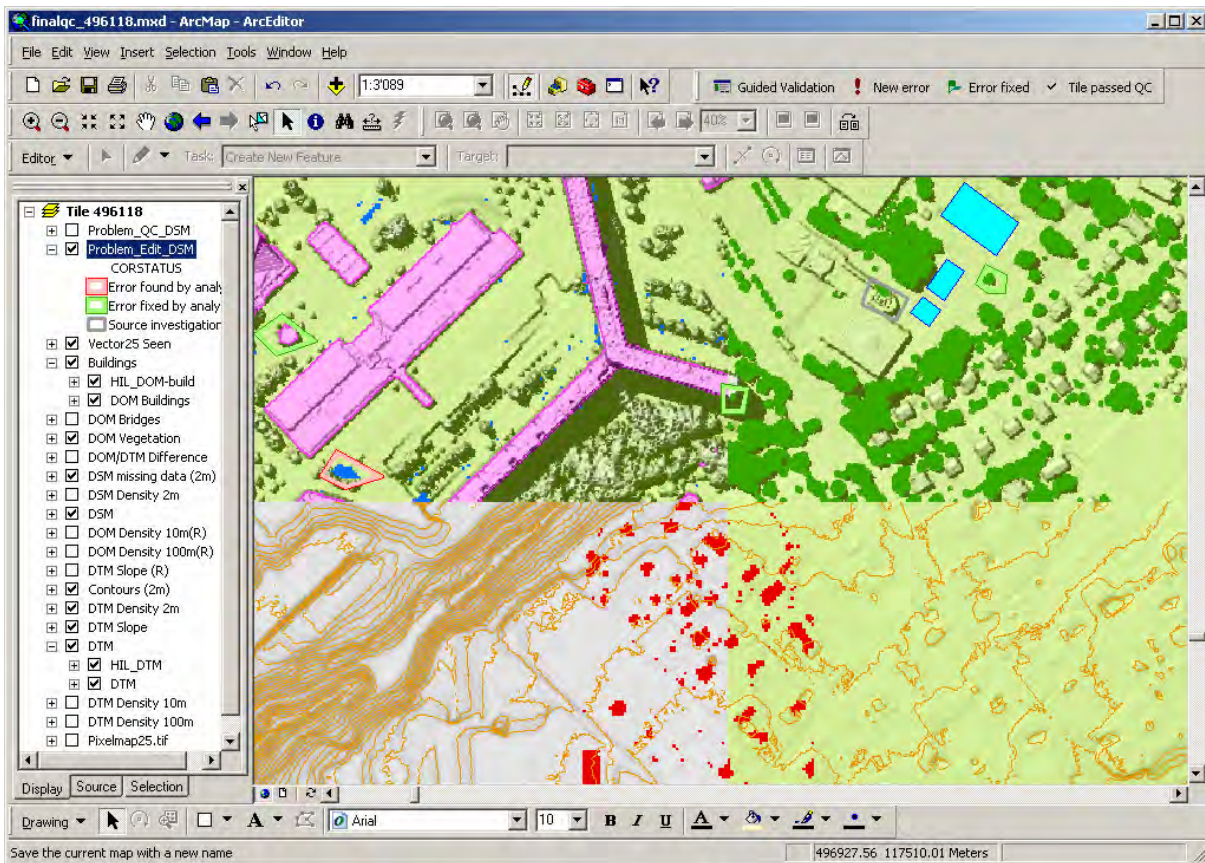 finalqc_496118.mxd - ArcMap - ArcEditor
File Edit View Insert Selection Tools Window Help
1:3'089
Guided Validation
New error
Error fixed
Tile passed QC
40%
Editor
Task: Create New Feature
Target:
Tile 496118
Problem_QC_DSM
Problem_Edit_DSM
CORSTATUS
Error found by analy
Error fixed by analy
Source investigation
Vector25 Seen
Buildings
HIL_DOM-build
DOM Buildings
DOM Bridges
DOM Vegetation
DOM/DTM Difference
DSM missing data (2m)
DSM Density 2m
DSM
DOM Density 10m(R)
DOM Density 100m(R)
DTM Slope (R)
Contours (2m)
DTM Density 2m
DTM Slope
DTM
HIL_DTM
DTM
DTM Density 10m
DTM Density 100m
Pixelmap25.tif
Display Source Selection
Drawing A Arial 10 B I U A
Save the current map with a new name
496927.56 117510.01 Meters